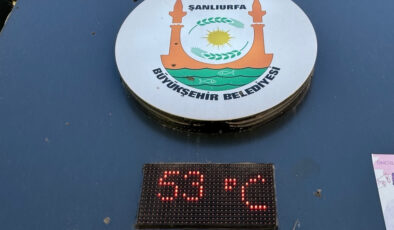 ŞANLIURFA
BÜYÜKŞEHİR BELEDİYESİ
53 °C